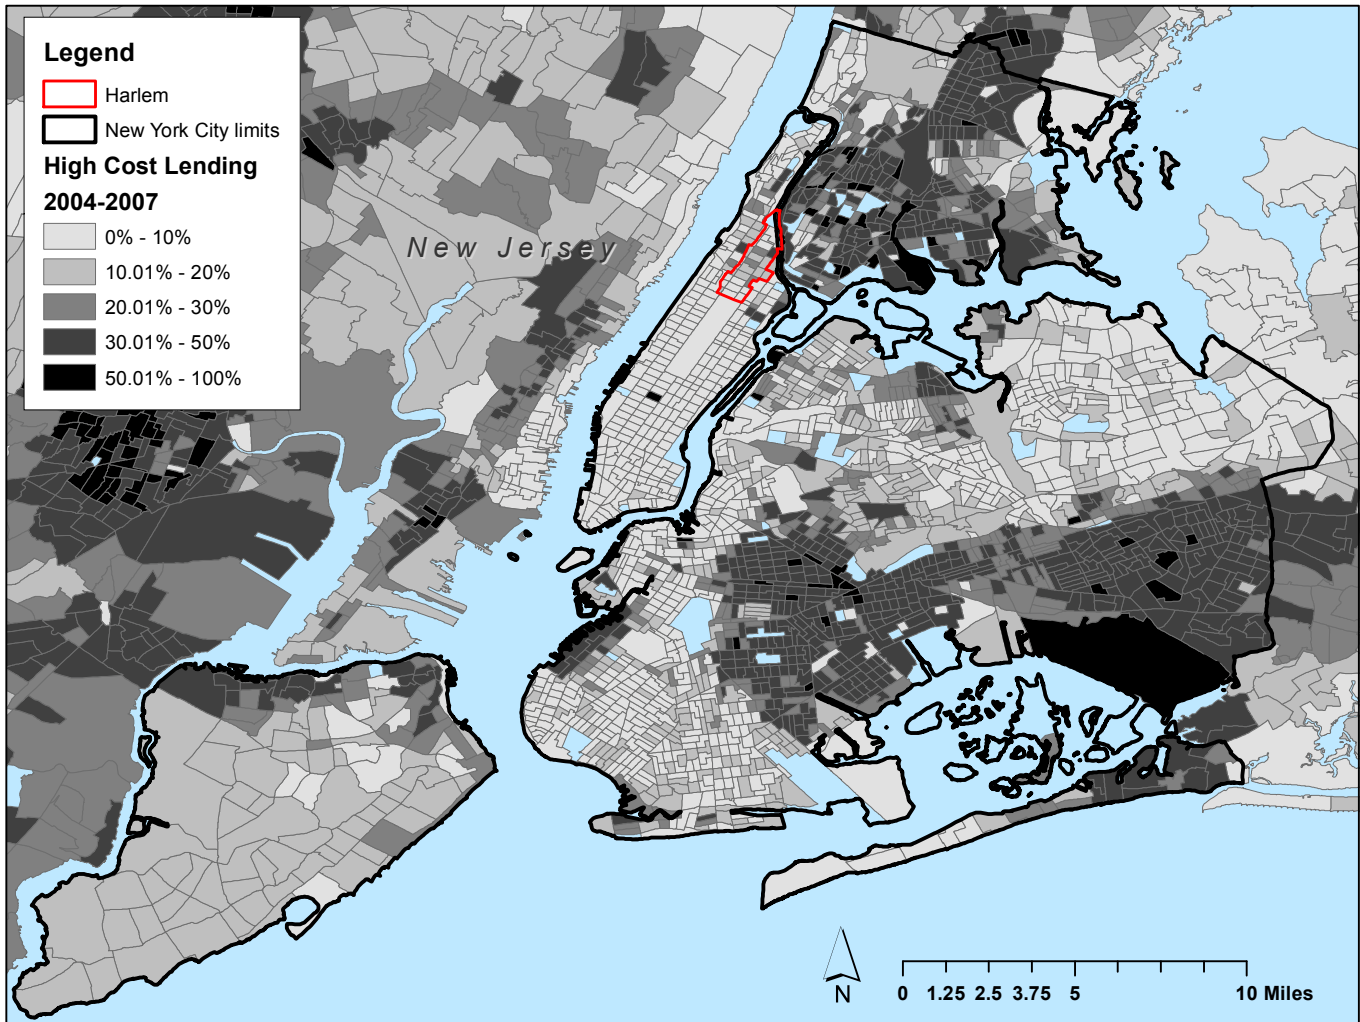 Legend
Harlem
New York City limits
High Cost Lending
2004-2007
0% - 10%
10.01% - 20%
20.01% - 30%
30.01% - 50%
50.01% - 100%
New Jersey
N
0 1.25 2.5 3.75 5 10 Miles